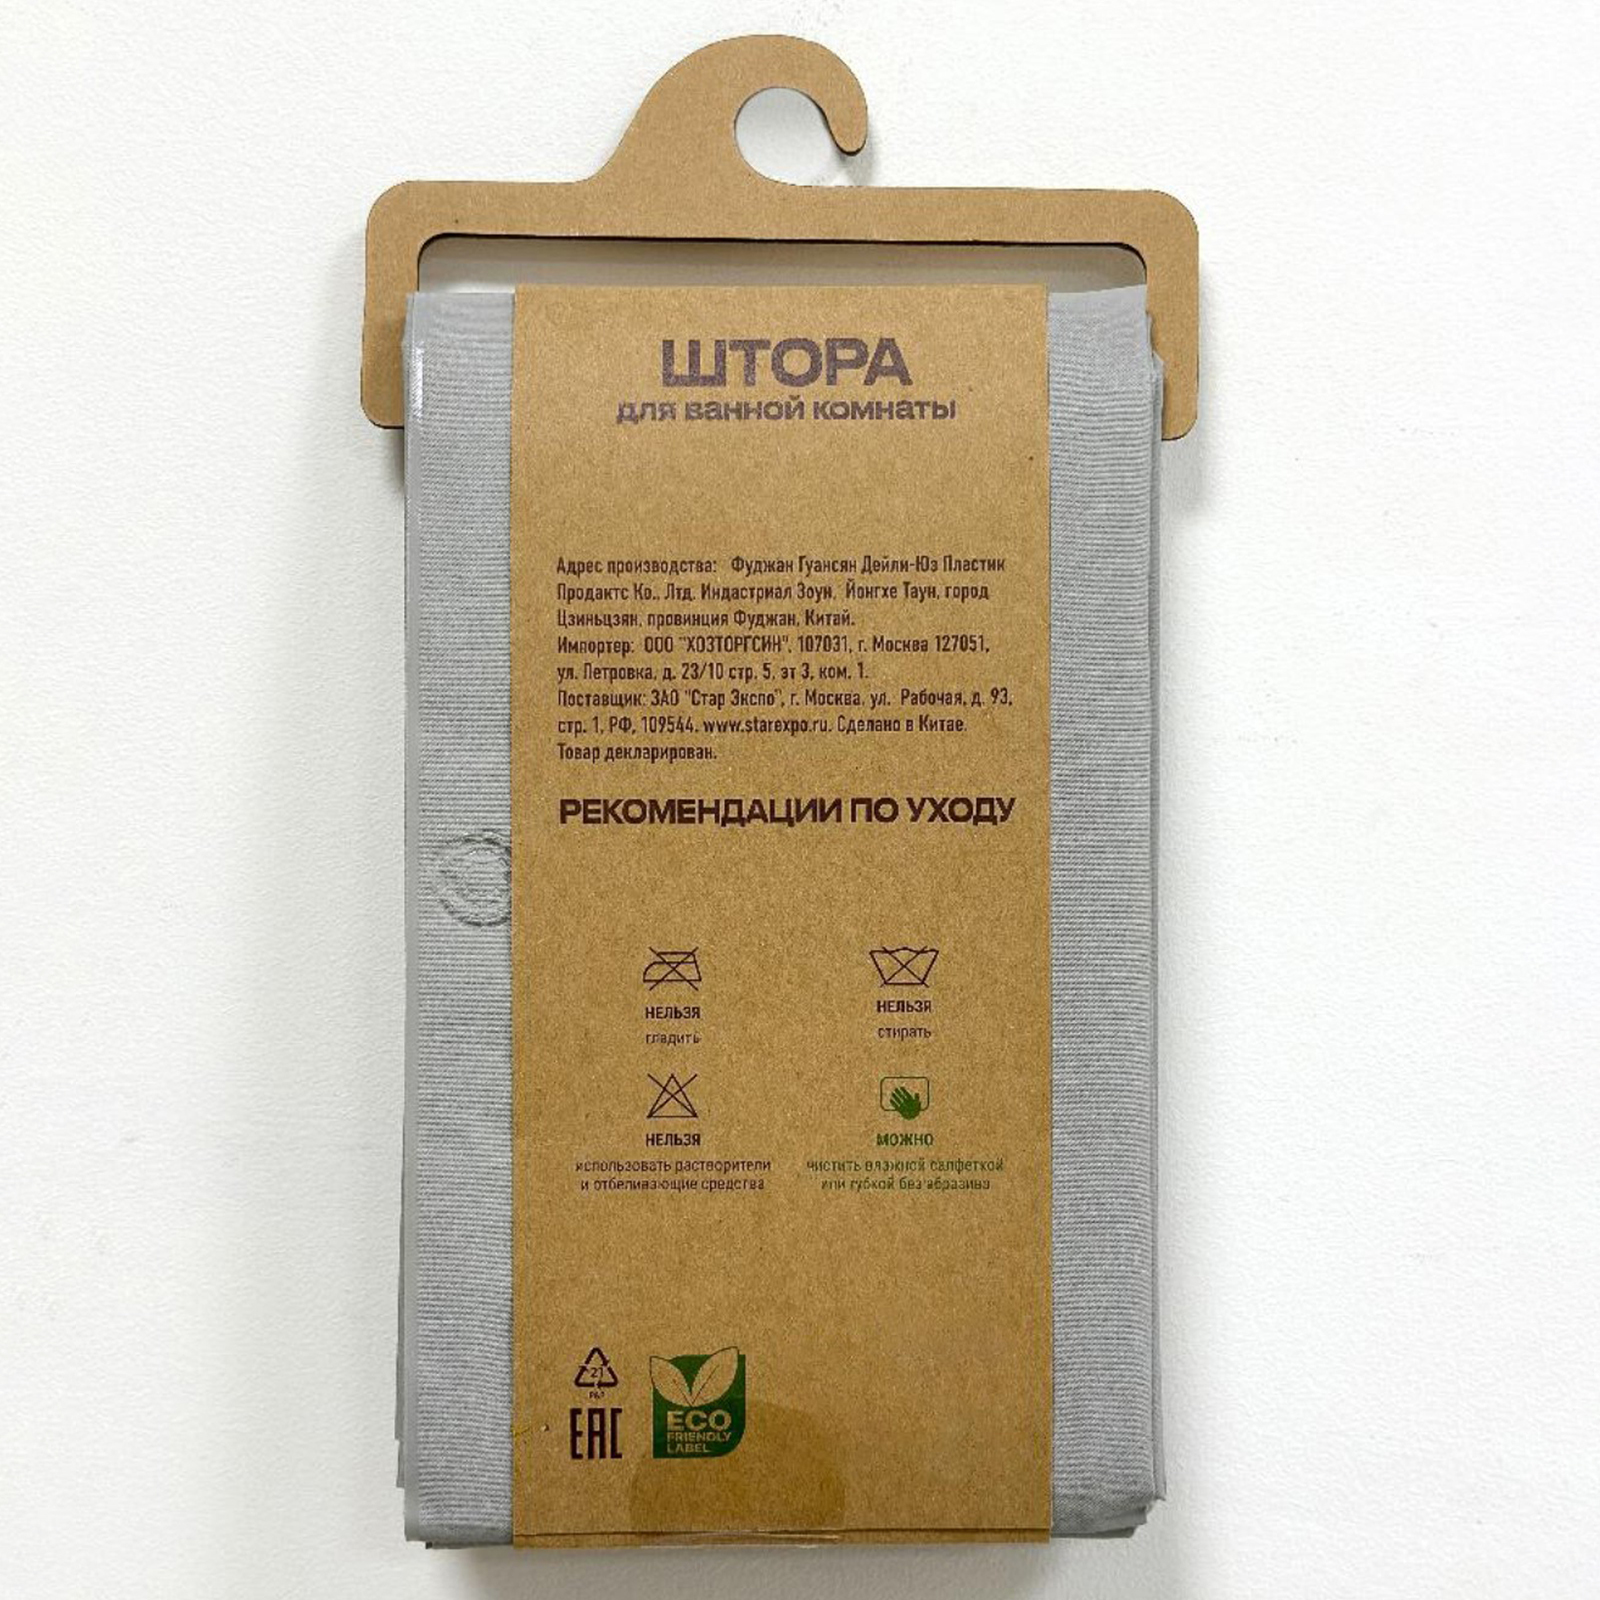 ШТОРА
для ванной комнаты
Адрес производства: Фуджан Гуансян Дейли-Юз Пластик
Продактс Ко., Лтд. Индастриал Зоун, Йонгхе Таун, город
Цзиньцзян, провинция Фуджан, Китай.
Импортер: ООО "ХОЗТОРГСИН", 107031, г. Москва 127051,
ул. Петровка, д. 23/10 стр. 5, эт 3, ком. 1.
Поставщик: ЗАО "Стар Экспо", г. Москва, ул. Рабочая, д. 93,
стр. 1, РФ, 109544. www.starexpo.ru. Сделано в Китае.
Товар декларирован.
РЕКОМЕНДАЦИИ ПО УХОДУ
НЕЛЬЗЯ
гладить
НЕЛЬЗЯ
стирать
НЕЛЬЗЯ
использовать растворители
и отбеливающие средства
МОЖНО
чистить влажной салфеткой
или губкой без абразива
21
PAP
EAC
ECO
FRIENDLY
LABEL